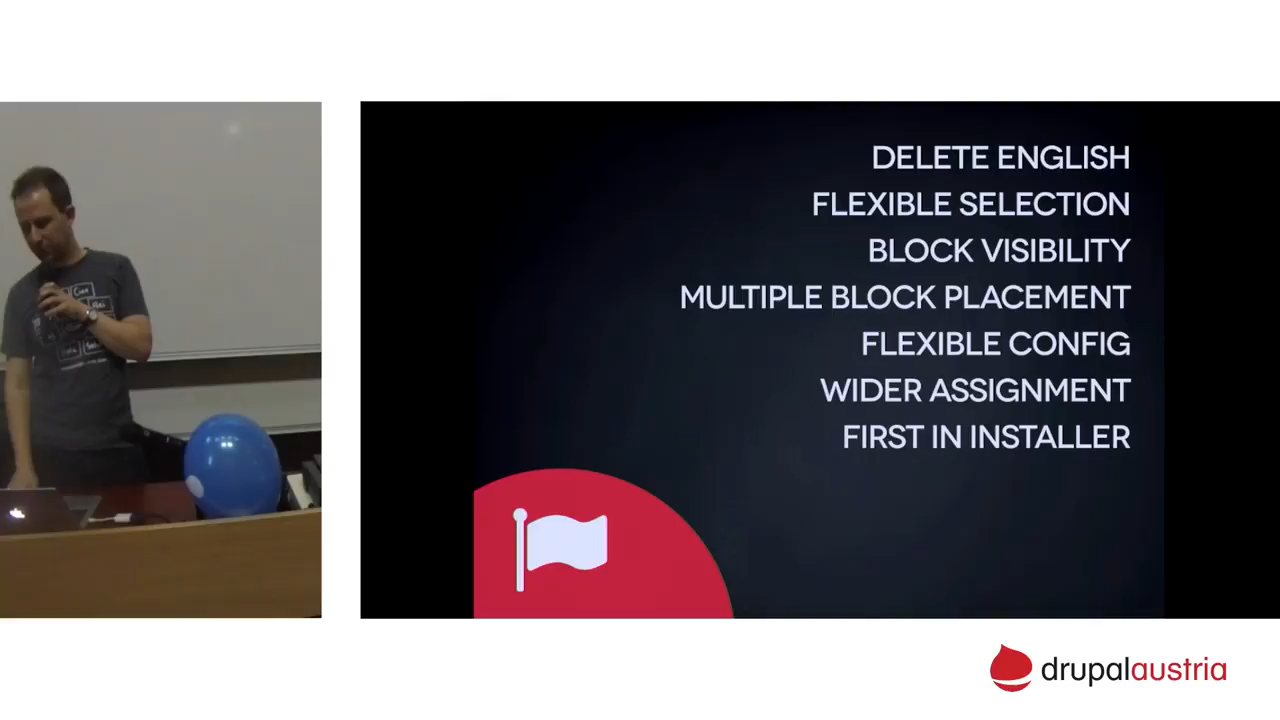 DELETE ENGLISH
FLEXIBLE SELECTION
BLOCK VISIBILITY
MULTIPLE BLOCK PLACEMENT
FLEXIBLE CONFIG
WIDER ASSIGNMENT
FIRST IN INSTALLER
drupalaustria